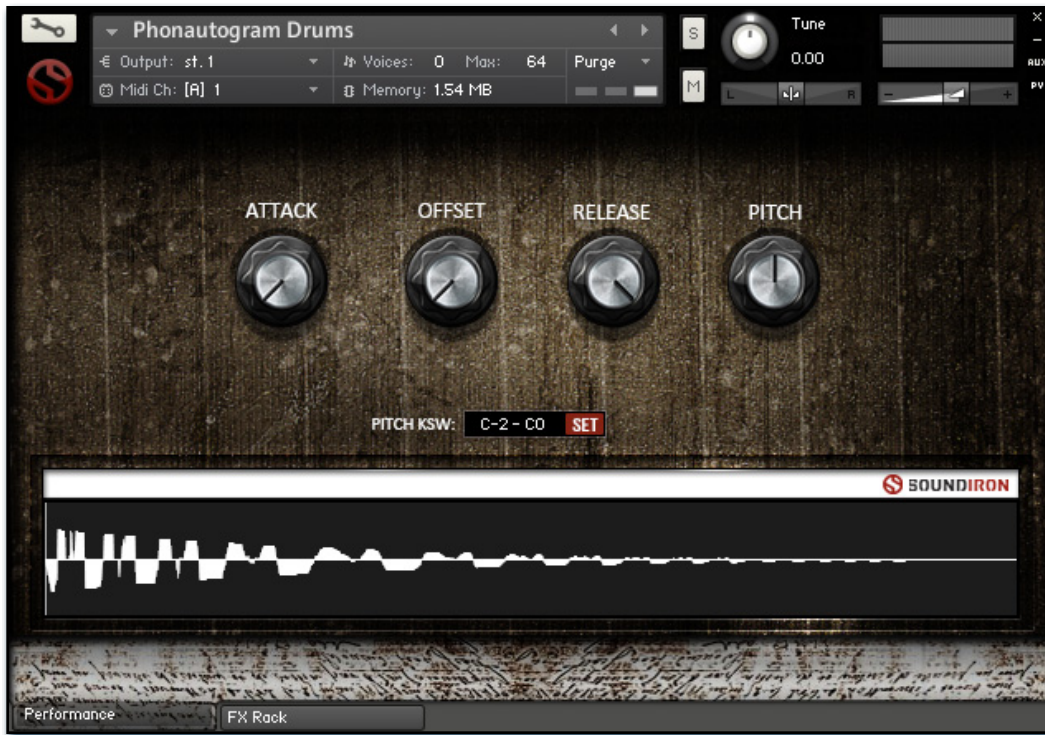 Phonautogram Drums
Output: st.1
Voices: 0 Max: 64
Purge
Midi Ch: [A] 1
Memory: 1.54 MB
S
M
Tune
0.00
L R
- +
×
-
AUX
PV
ATTACK OFFSET RELEASE PITCH
PITCH KSW: C-2 - C0 SET
SOUNDIRON
Performance FX Rack